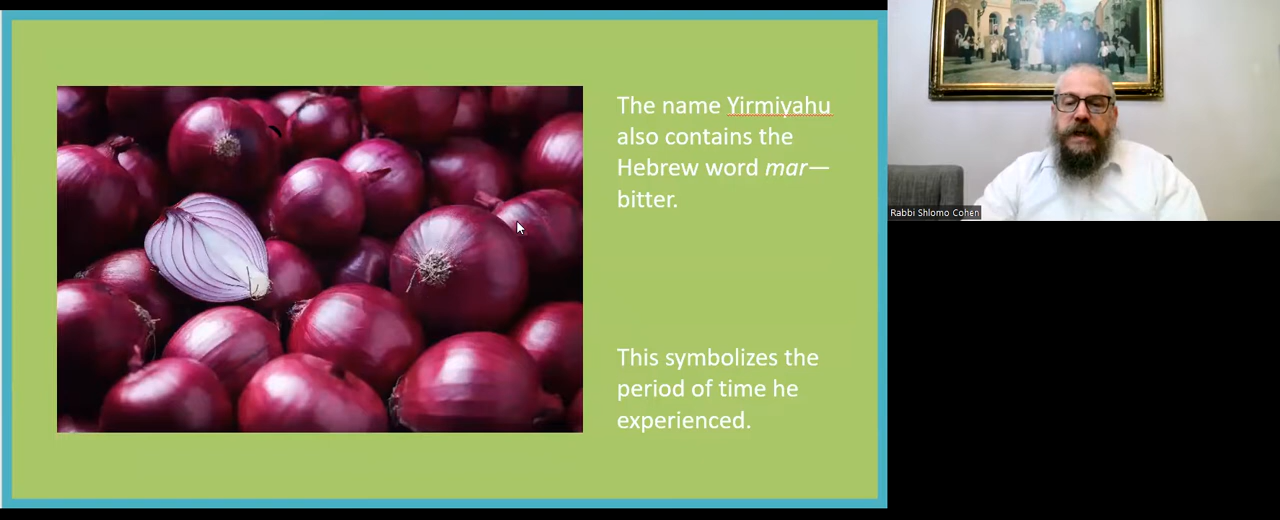 The name Yirmiyahu
also contains the
Hebrew word mar—
bitter.
This symbolizes the
period of time he
experienced.
Rabbi Shlomo Cohen